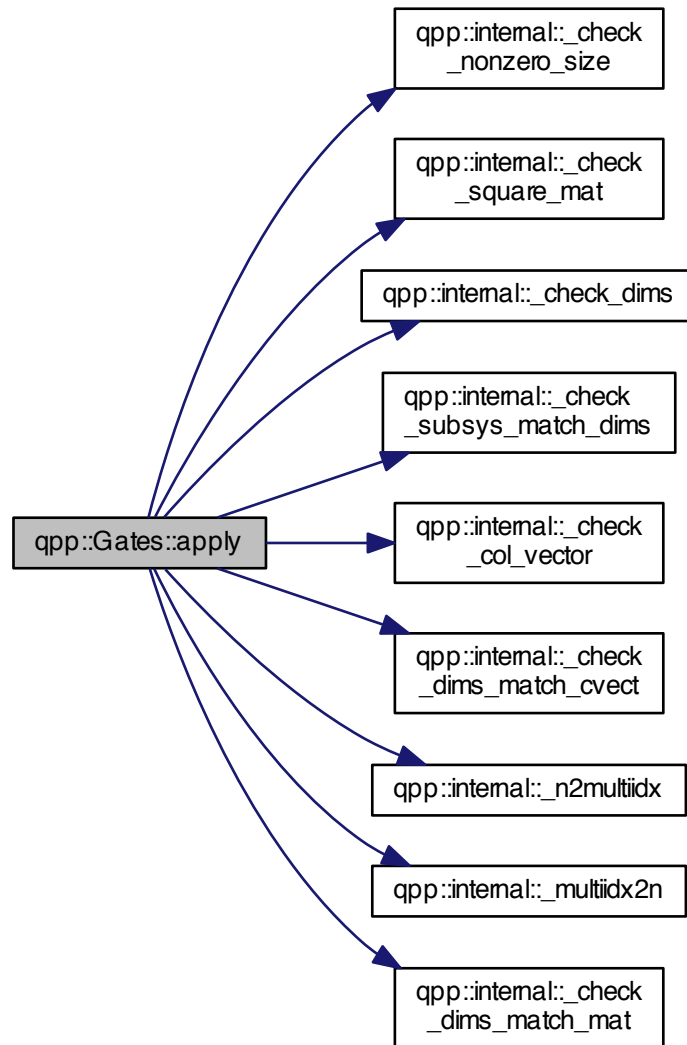 qpp::internal::_check
_nonzero_size
qpp::internal::_check
_square_mat
qpp::internal::_check_dims
qpp::internal::_check
_subsys_match_dims
qpp::Gates::apply
qpp::internal::_check
_col_vector
qpp::internal::_check
_dims_match_cvect
qpp::internal::_n2multiidx
qpp::internal::_multiidx2n
qpp::internal::_check
_dims_match_mat